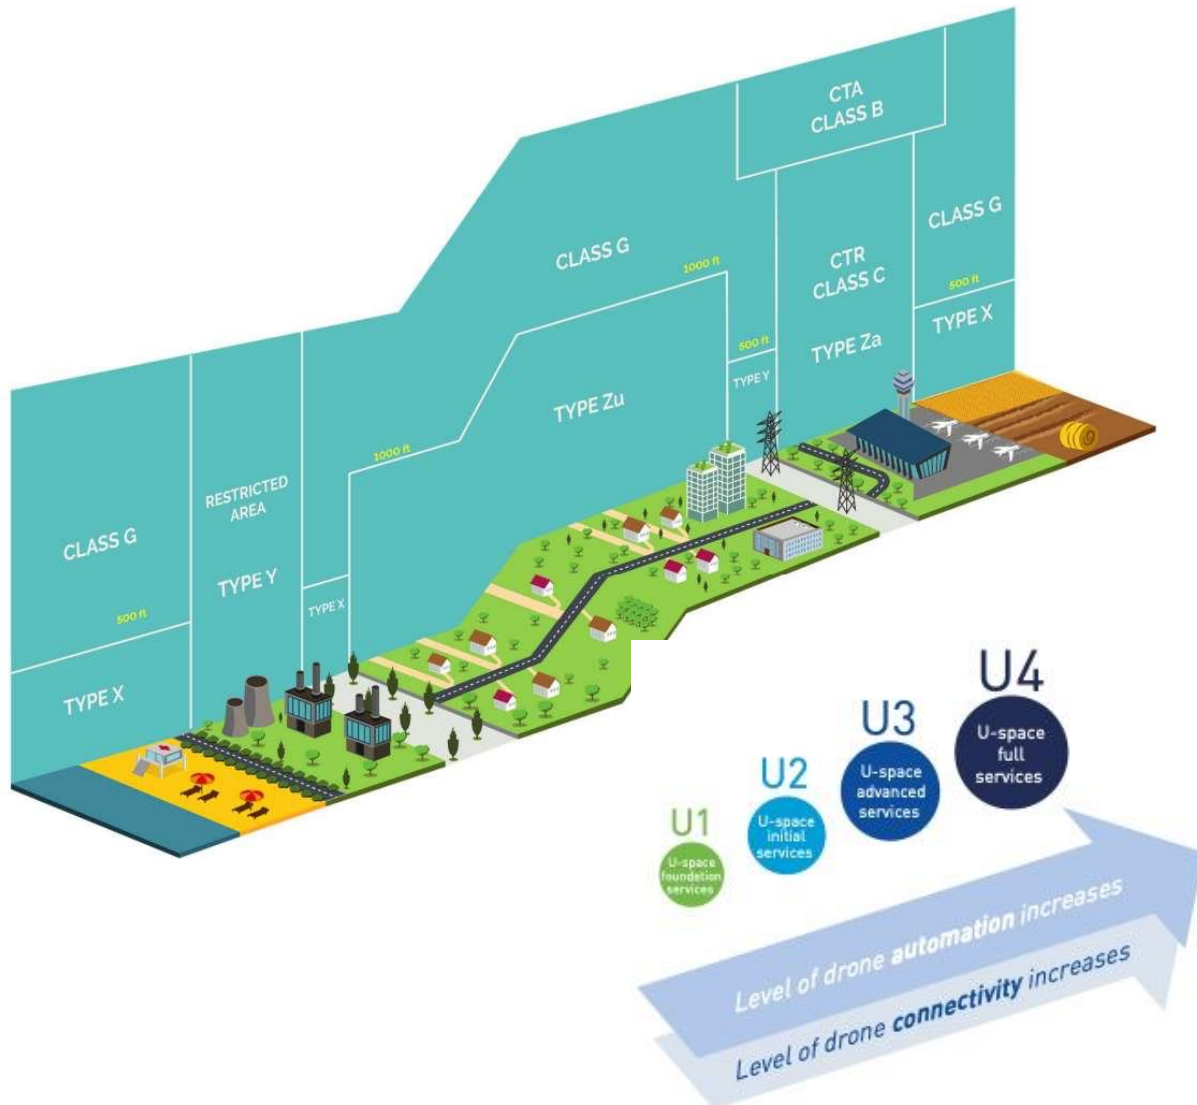 CTA
CLASS B
CLASS G
CLASS G
1000 ft
CTR
CLASS C
500 ft
TYPE X
500 ft
TYPE Y
TYPE Za
TYPE Zu
1000 ft
RESTRICTED
AREA
CLASS G
TYPE Y
TYPE X
500 ft
TYPE X
U4
U-space
full
services
U3
U-space
advanced
services
U2
U-space
initial
services
U1
U-space
foundation
services
Level of drone automation increases
Level of drone connectivity increases